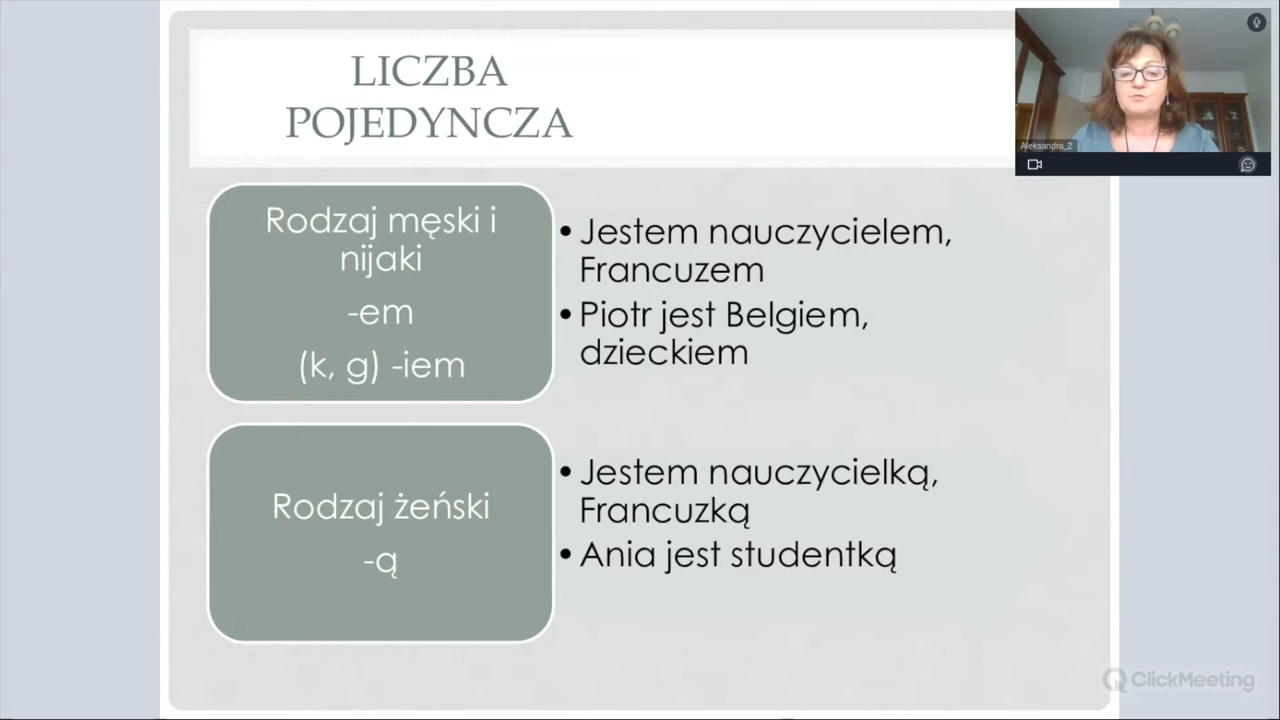 LICZBA
POJEDYNCZA
Aleksandra_2
Rodzaj męski i
nijaki
-em
(k, g) -iem
• Jestem nauczycielem,
Francuzem
• Piotr jest Belgiem,
dzieckiem
Rodzaj żeński
-ą
• Jestem nauczycielką,
Francuzką
• Ania jest studentką
ClickMeeting